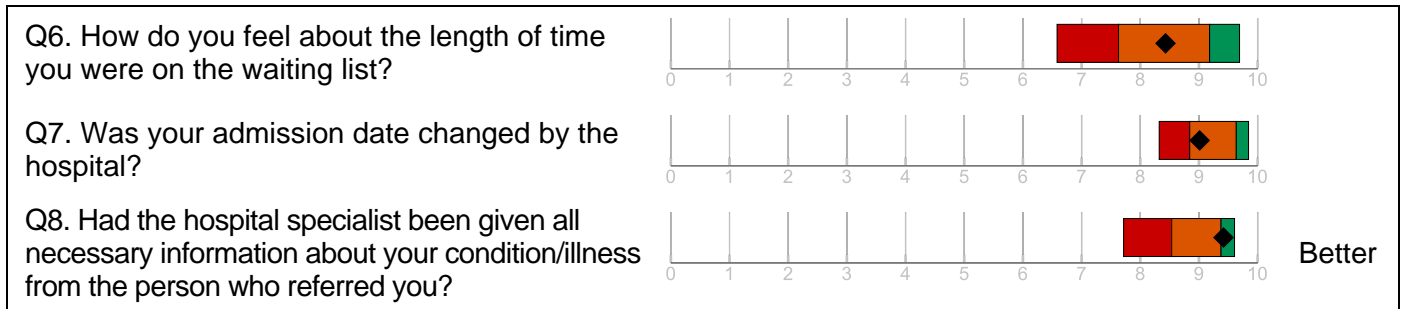 Q6. How do you feel about the length of time
you were on the waiting list?
0 1 2 3 4 5 6 7 8 9 10
Q7. Was your admission date changed by the
hospital?
0 1 2 3 4 5 6 7 8 9 10
Q8. Had the hospital specialist been given all
necessary information about your condition/illness
from the person who referred you?
0 1 2 3 4 5 6 7 8 9 10
Better